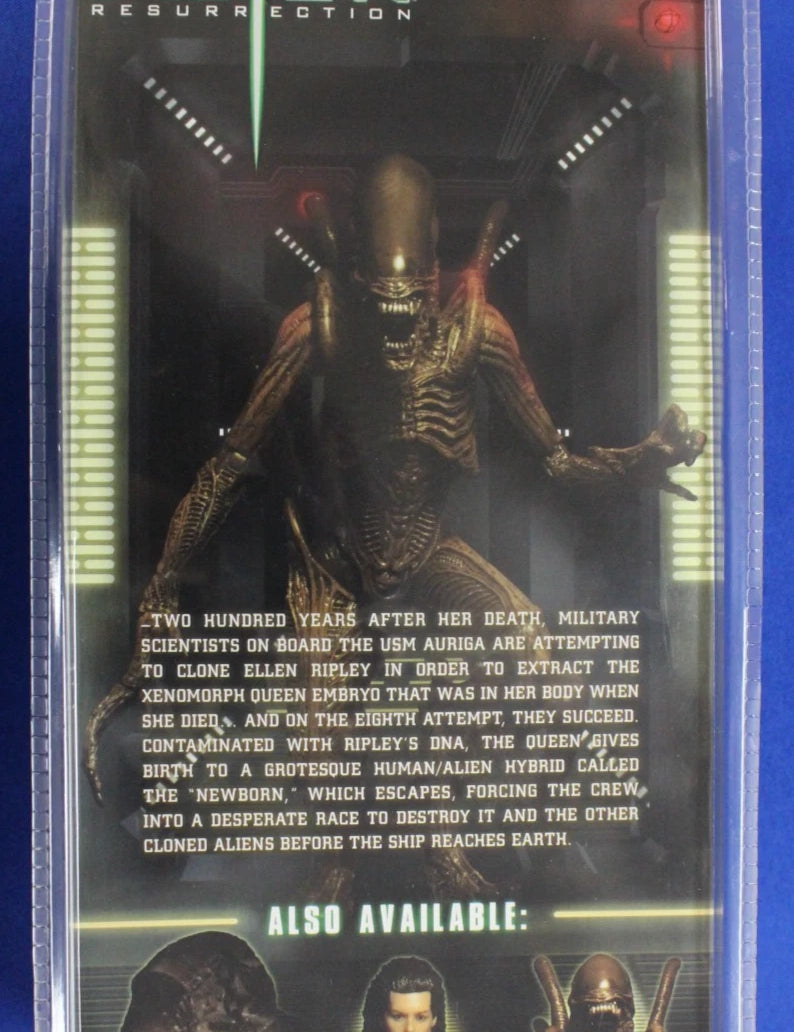 RESURRECTION
_TWO HUNDRED YEARS AFTER HER DEATH, MILITARY
SCIENTISTS ON BOARD THE USM AURIGA ARE ATTEMPTING
TO CLONE ELLEN RIPLEY IN ORDER TO EXTRACT THE
XENOMORPH QUEEN EMBRYO THAT WAS IN HER BODY WHEN
SHE DIED... AND ON THE EIGHTH ATTEMPT, THEY SUCCEED.
CONTAMINATED WITH RIPLEY'S DNA, THE QUEEN GIVES
BIRTH TO A GROTESQUE HUMAN/ALIEN HYBRID CALLED
THE "NEWBORN," WHICH ESCAPES, FORCING THE CREW
INTO A DESPERATE RACE TO DESTROY IT AND THE OTHER
CLONED ALIENS BEFORE THE SHIP REACHES EARTH.
ALSO AVAILABLE: